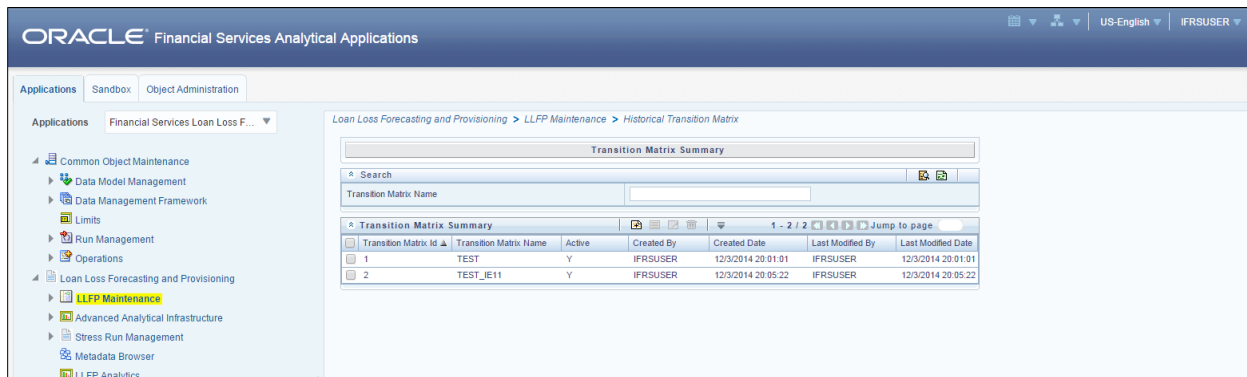 US-English IFRSUSER
ORACLE® Financial Services Analytical Applications
Applications Sandbox Object Administration
Applications Financial Services Loan Loss F...
Common Object Maintenance
Data Model Management
Data Management Framework
Limits
Run Management
Operations
Loan Loss Forecasting and Provisioning
LLFP Maintenance
Advanced Analytical Infrastructure
Stress Run Management
Metadata Browser
LLFP Analytics
Loan Loss Forecasting and Provisioning > LLFP Maintenance > Historical Transition Matrix
Transition Matrix Summary
Search
Transition Matrix Name
Transition Matrix Summary 1 - 2 / 2 Jump to page
Transition Matrix Id Transition Matrix Name Active Created By Created Date Last Modified By Last Modified Date
1 TEST Y IFRSUSER 12/3/2014 20:01:01 IFRSUSER 12/3/2014 20:01:01
2 TEST_IE11 Y IFRSUSER 12/3/2014 20:05:22 IFRSUSER 12/3/2014 20:05:22